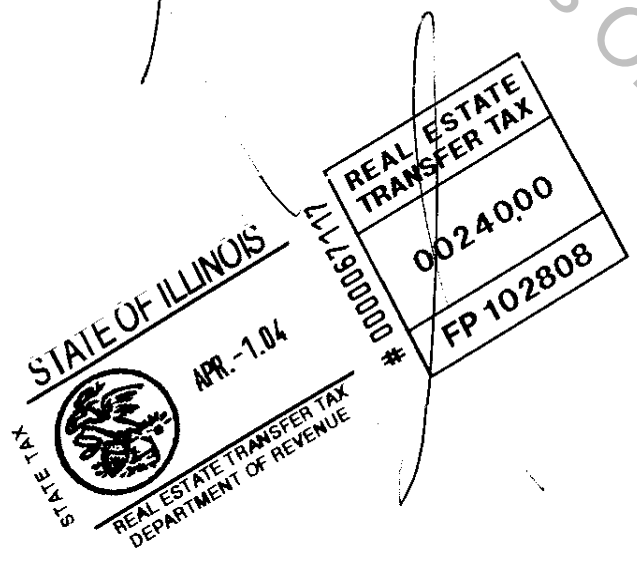 STATE OF ILLINOIS
STATE TAX
APR.-1.04
REAL ESTATE TRANSFER TAX
DEPARTMENT OF REVENUE
# 0000067117
REAL ESTATE
TRANSFER TAX
0024000
FP 102808